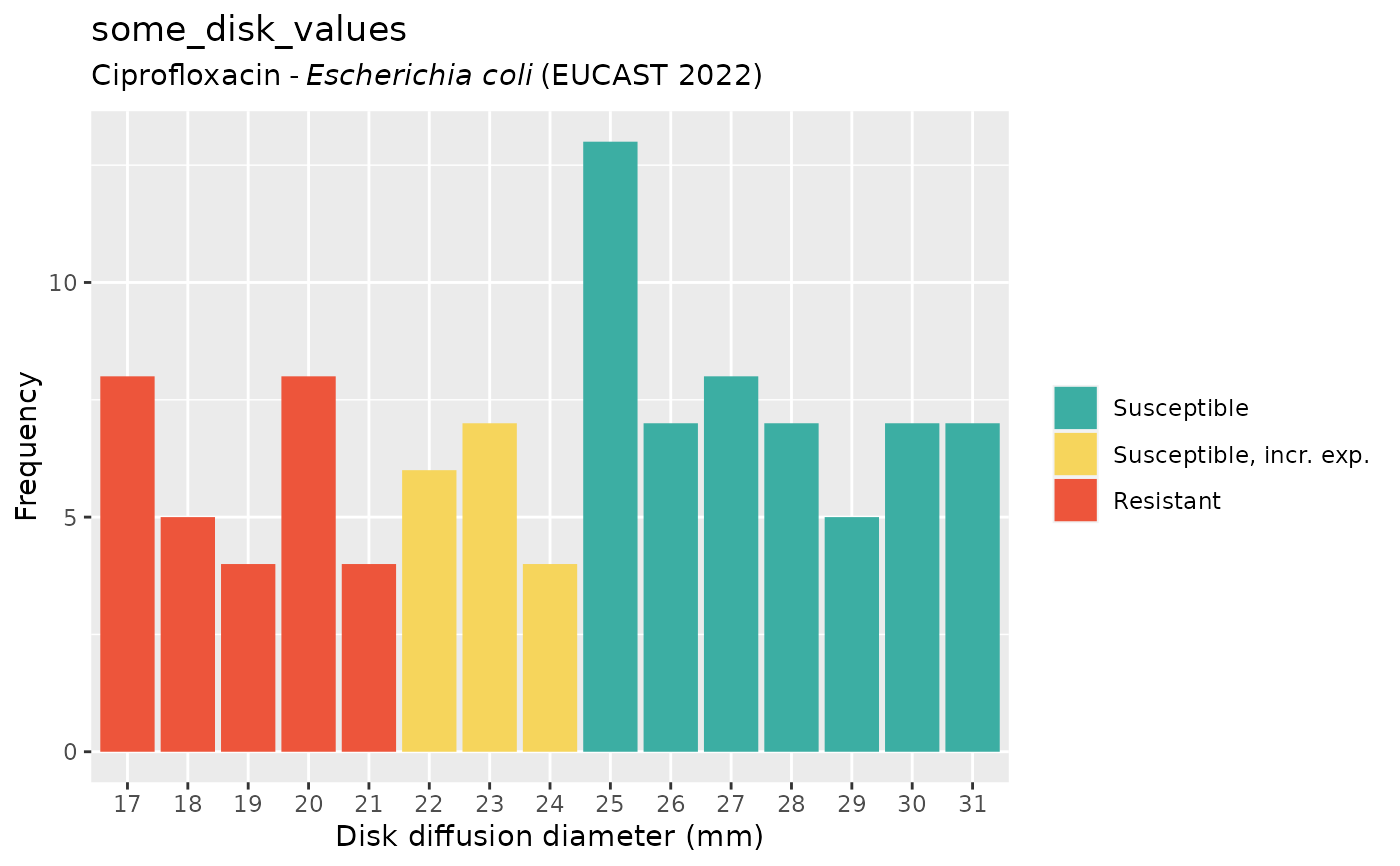 some_disk_values
Ciprofloxacin - Escherichia coli (EUCAST 2022)
Frequency
10
5
0
17 18 19 20 21 22 23 24 25 26 27 28 29 30 31
Disk diffusion diameter (mm)
Susceptible
Susceptible, incr. exp.
Resistant